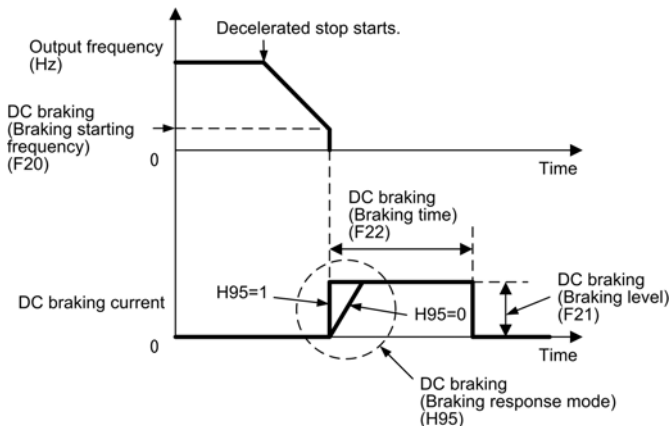 Decelerated stop starts.
Output frequency
(Hz)
DC braking
(Braking starting
frequency)
(F20)
0
Time
DC braking
(Braking time)
(F22)
DC braking current
H95=1
H95=0
DC braking
(Braking level)
(F21)
0
Time
DC braking
(Braking response mode)
(H95)